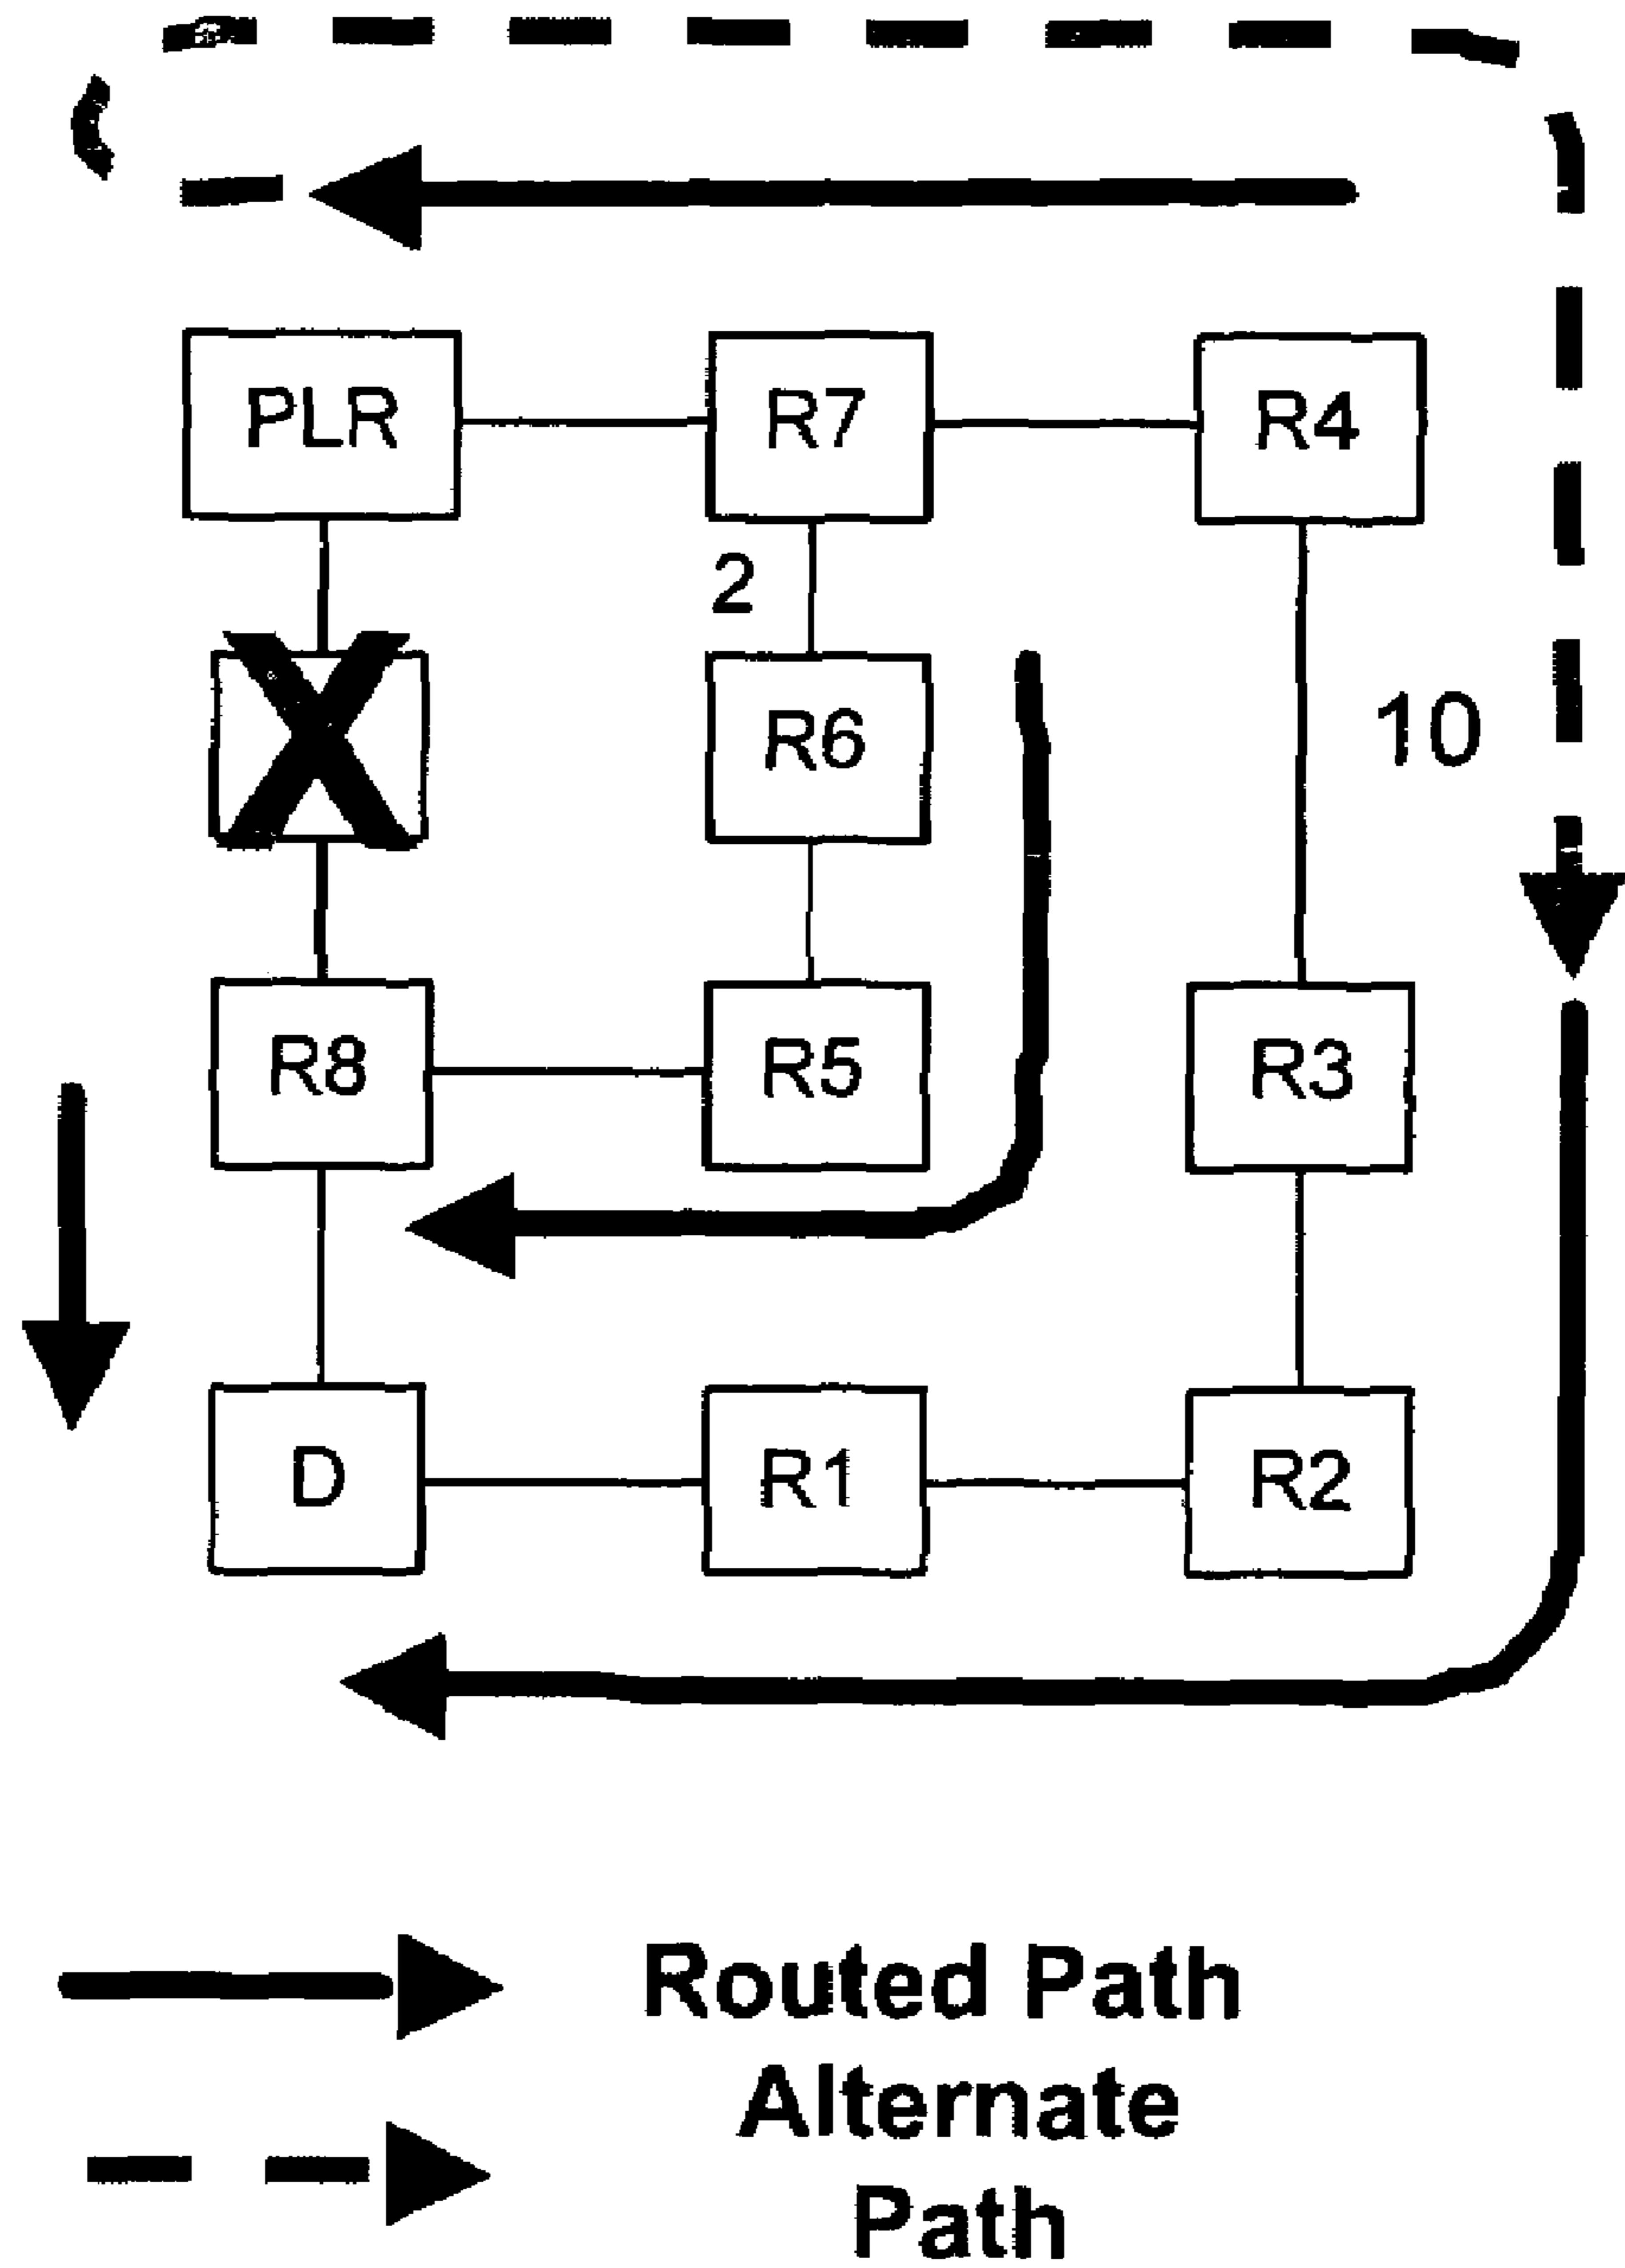 PLR
R7
R4
2
X
R6
10
R8
R5
R3
D
R1
R2
Routed Path
Alternate
Path